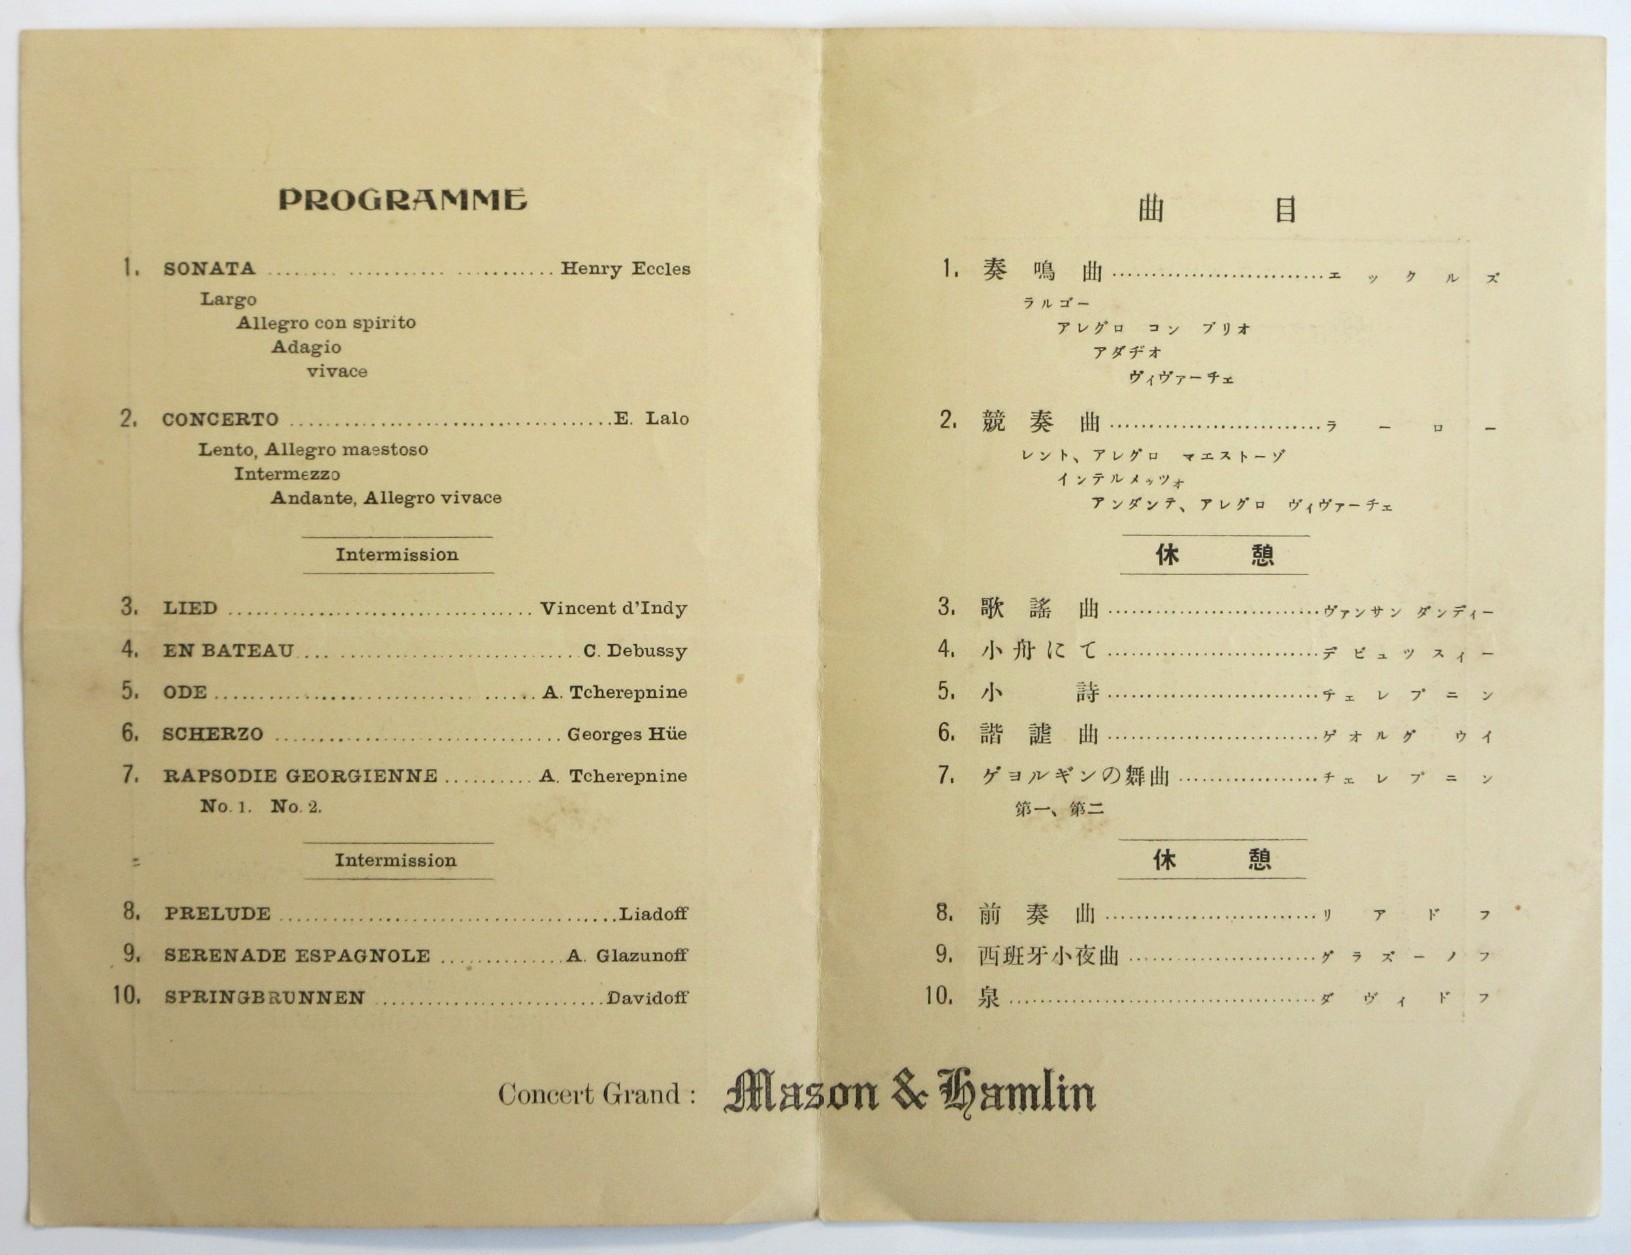 PROGRAMME
1. SONATA ........ .......... .......... Henry Eccles
Largo
Allegro con spirito
Adagio
vivace
2. CONCERTO ........................................ E. Lalo
Lento, Allegro maestoso
Intermezzo
Andante, Allegro vivace
Intermission
3. LIED ................................. Vincent d'Indy
4. EN BATEAU ... ......................... C. Debussy
5. ODE ....................... ...... A. Tcherepnine
6. SCHERZO ............................... Georges Hüe
7. RAPSODIE GEORGIENNE .......... A. Tcherepnine
No. 1. No. 2.
Intermission
8. PRELUDE ..................................... Liadoff
9. SERENADE ESPAGNOLE ............. A. Glazunoff
10. SPRINGBRUNNEN ......................... Davidoff
曲 目
1. 奏鳴曲 .......................... エックルズ
ラルゴー
アレグロ コン ブリオ
アダヂオ
ヴィヴァーチェ
2. 競奏曲 .......................... ラーロー
レント、アレグロ マエストーゾ
インテルメッツォ
アンダンテ、アレグロ ヴィヴァーチェ
休 憩
3. 歌謠曲 .......................... ヴァンサン ダンディー
4. 小舟にて .......................... デビュツスィー
5. 小 詩 .......................... チェレプニン
6. 諧謔曲 .......................... ゲオルグ ウイ
7. ゲヨルギンの舞曲 ................. チェレプニン
第一、第二
休 憩
8. 前奏曲 .......................... リアドフ
9. 西班牙小夜曲 ....................... グラズーノフ
10. 泉 ..................................... ダヴィドフ
Concert Grand : Mason & Hamlin